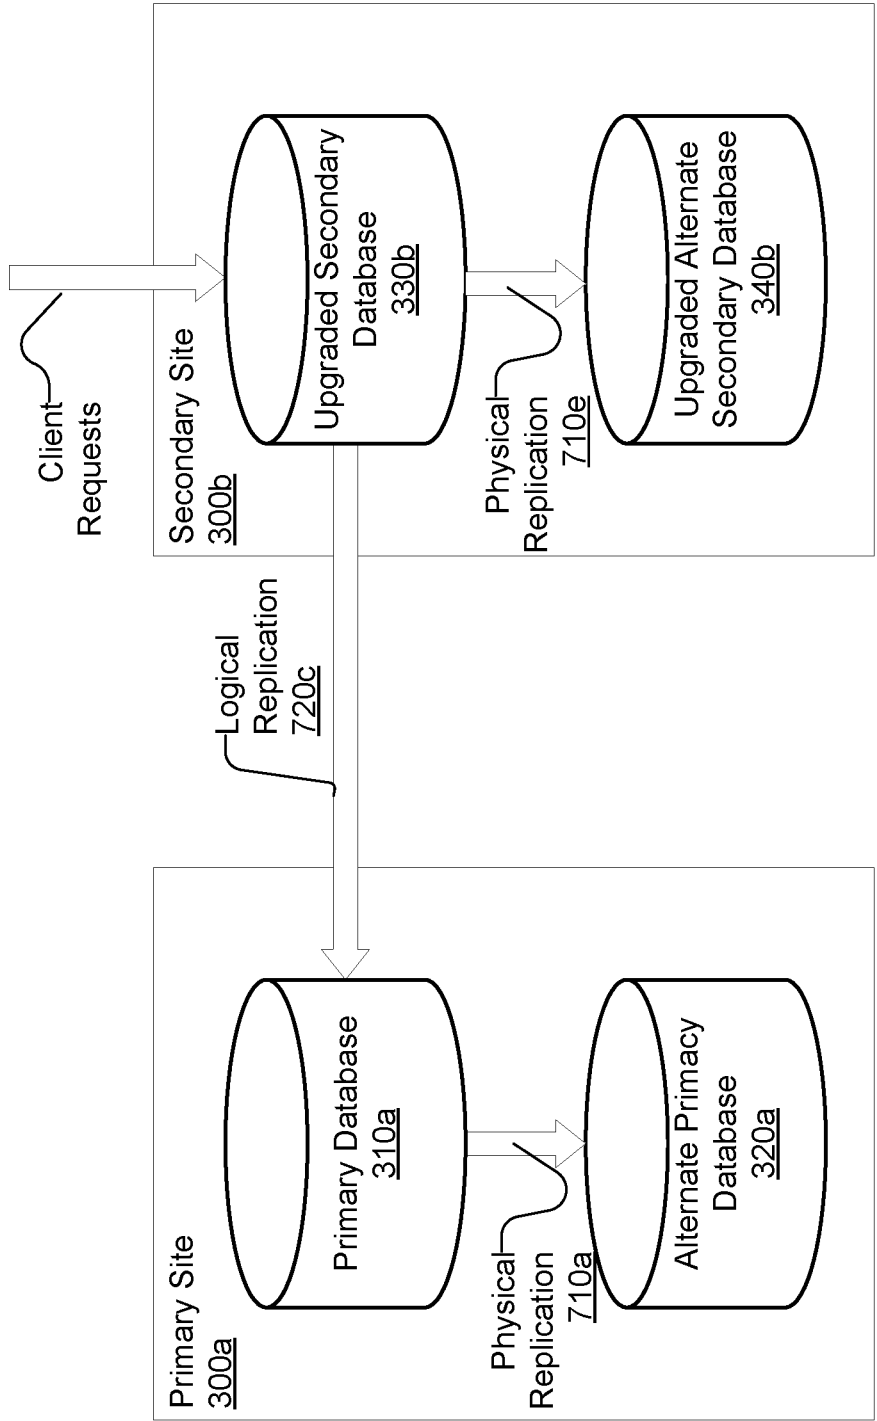 Primary Site
300a
Primary Database
310a
Physical
Replication
710a
Alternate Primacy
Database
320a
Logical
Replication
720c
Client
Requests
Secondary Site
300b
Upgraded Secondary
Database
330b
Physical
Replication
710e
Upgraded Alternate
Secondary Database
340b